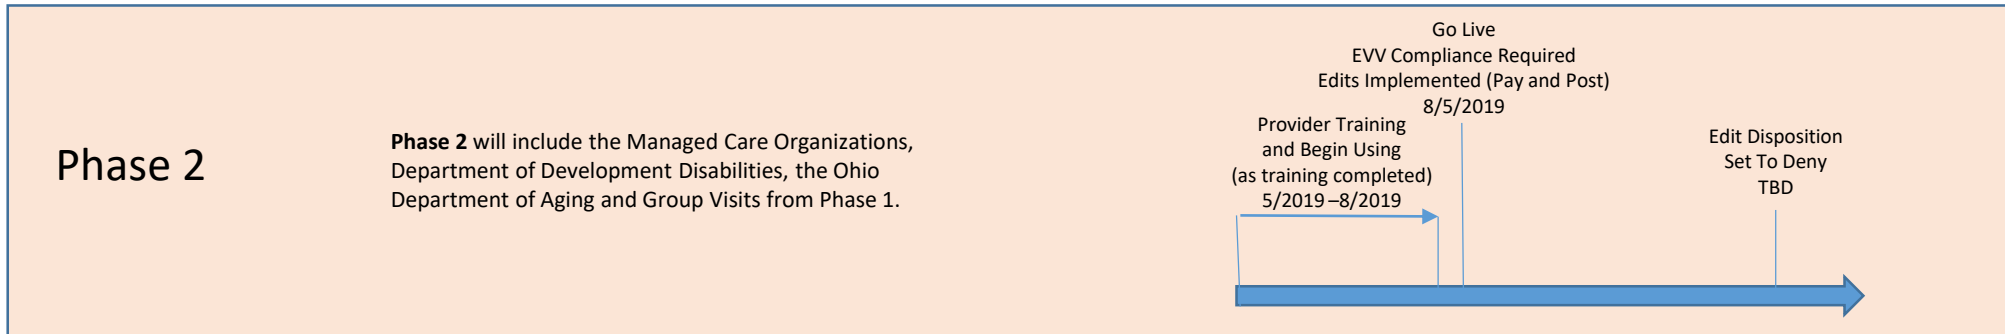 Phase 2
Phase 2 will include the Managed Care Organizations,
Department of Development Disabilities, the Ohio
Department of Aging and Group Visits from Phase 1.
Go Live
EVV Compliance Required
Edits Implemented (Pay and Post)
8/5/2019
Provider Training
and Begin Using
(as training completed)
5/2019–8/2019
Edit Disposition
Set To Deny
TBD